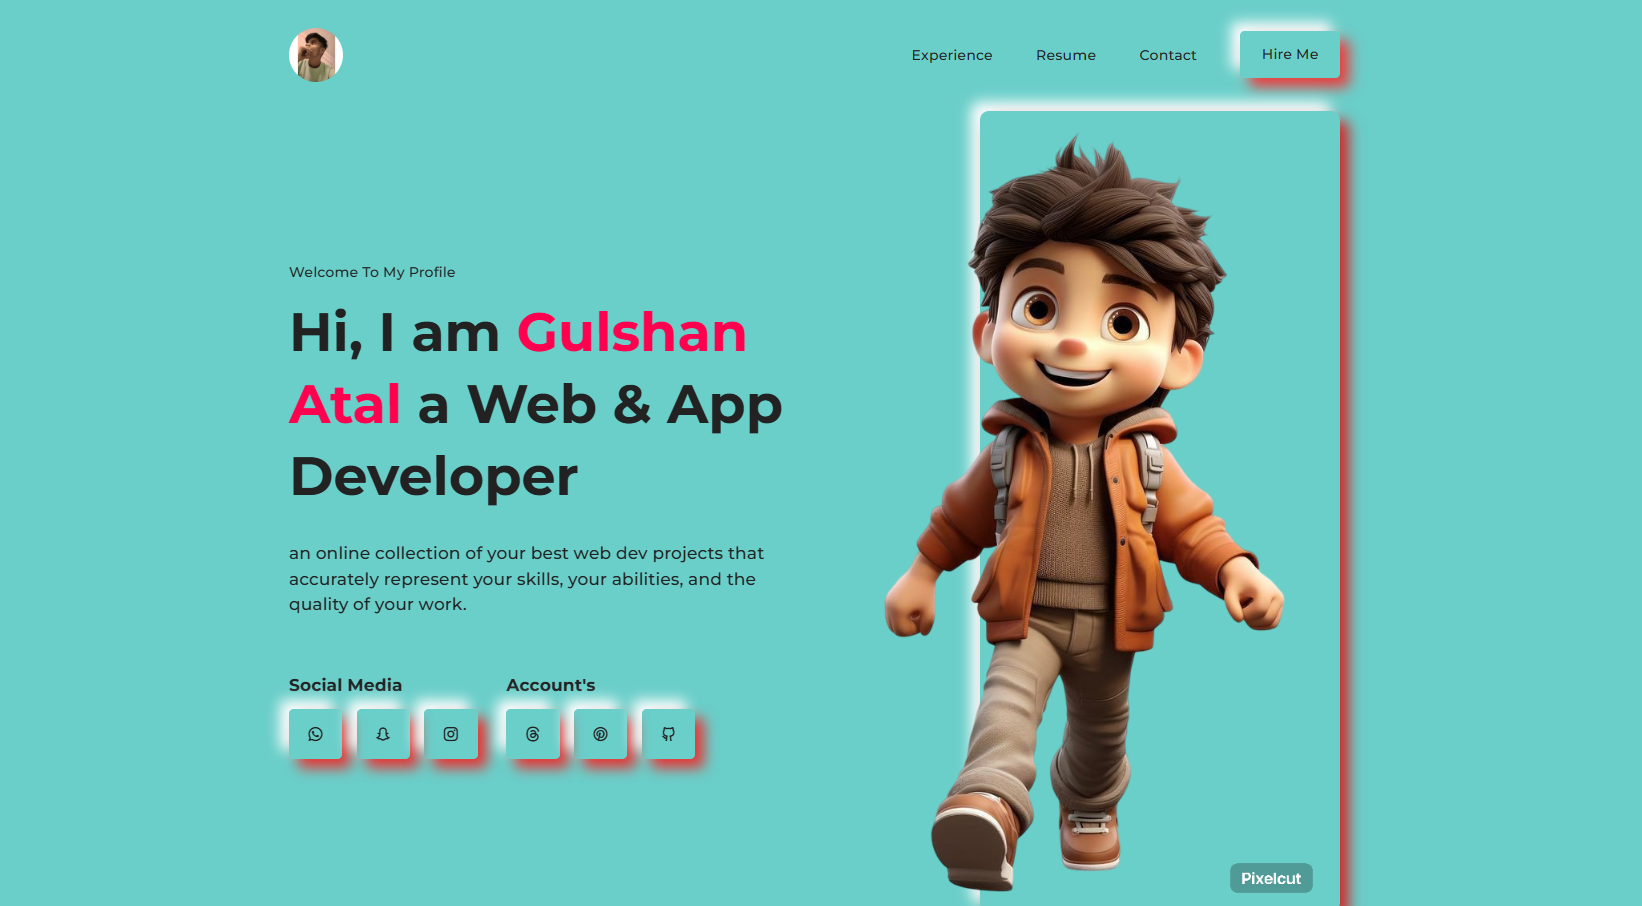 Experience Resume Contact Hire Me
Welcome To My Profile
Hi, I am Gulshan
Atal a Web & App
Developer
an online collection of your best web dev projects that
accurately represent your skills, your abilities, and the
quality of your work.
Social Media Account's
Pixelcut